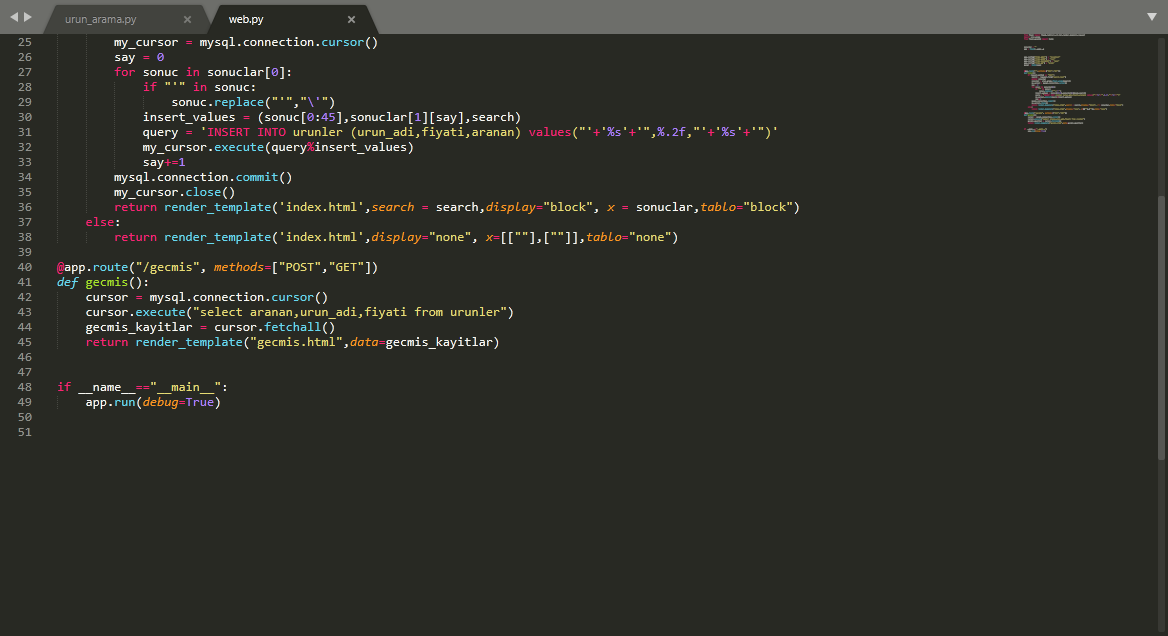 urun_arama.py × web.py ×
25 my_cursor = mysql.connection.cursor()
26 say = 0
27 for sonuc in sonuclar[0]:
28 if "'" in sonuc:
29 sonuc.replace("'","\'")
30 insert_values = (sonuc[0:45],sonuclar[1][say],search)
31 query = 'INSERT INTO urunler (urun_adi,fiyati,aranan) values("'+'%s'+'",%.2f,"'+'%s'+'")'
32 my_cursor.execute(query%insert_values)
33 say+=1
34 mysql.connection.commit()
35 my_cursor.close()
36 return render_template('index.html',search = search,display="block", x = sonuclar,tablo="block")
37 else:
38 return render_template('index.html',display="none", x=[[""],[""]],tablo="none")
39
40 @app.route("/gecmis", methods=["POST","GET"])
41 def gecmis():
42 cursor = mysql.connection.cursor()
43 cursor.execute("select aranan,urun_adi,fiyati from urunler")
44 gecmis_kayitlar = cursor.fetchall()
45 return render_template("gecmis.html",data=gecmis_kayitlar)
46
47
48 if __name__=="__main__":
49 app.run(debug=True)
50
51